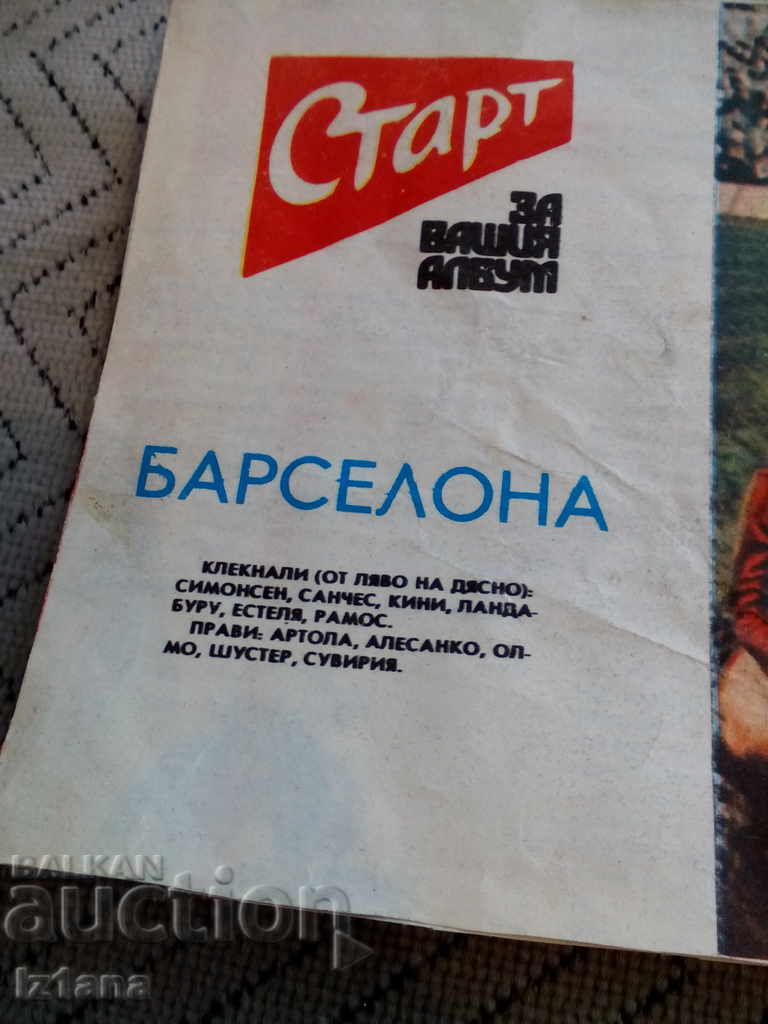 Старт
ЗА
ВАШИЯ
АЛБУМ
БАРСЕЛОНА
КЛЕКНАЛИ (ОТ ЛЯВО НА ДЯСНО):
СИМОНСЕН, САНЧЕС, КИНИ, ЛАНДА-
БУРУ, ЕСТЕЛЯ, РАМОС.
ПРАВИ: АРТОЛА, АЛЕСАНКО, ОЛ-
МО, ШУСТЕР, СУВИРИЯ.
BALKAN
auction
Iz1ana